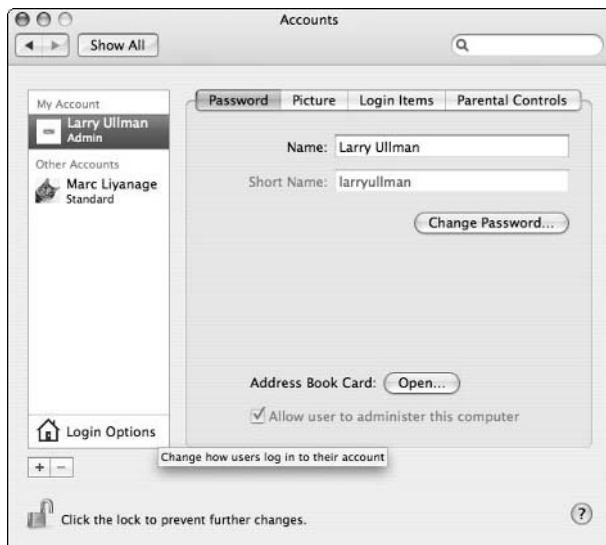 Accounts
Show All
My Account
Larry Ullman
Admin
Other Accounts
Marc Liyanage
Standard
Login Options
+ −
Password Picture Login Items Parental Controls
Name: Larry Ullman
Short Name: larryullman
Change Password...
Address Book Card: Open...
Allow user to administer this computer
Change how users log in to their account
Click the lock to prevent further changes.
?